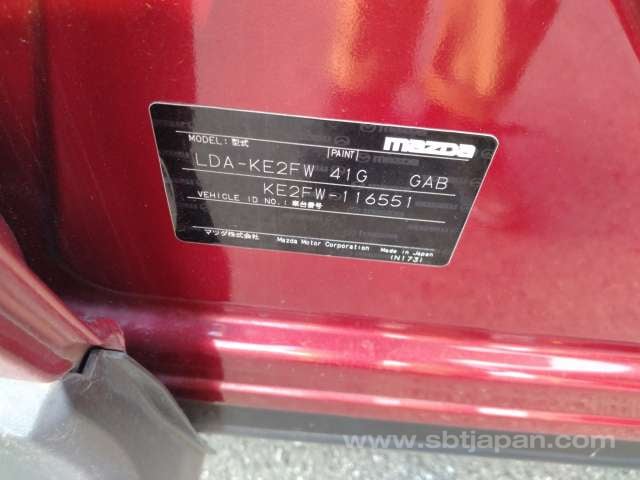 MODEL:型式
mazda
PAINT
LDA-KE2FW 41G GAB
KE2FW-116551
VEHICLE ID NO.:車台番号
マツダ株式会社 Mazda Motor Corporation Made in Japan
(N173)
www.sbtjapan.com